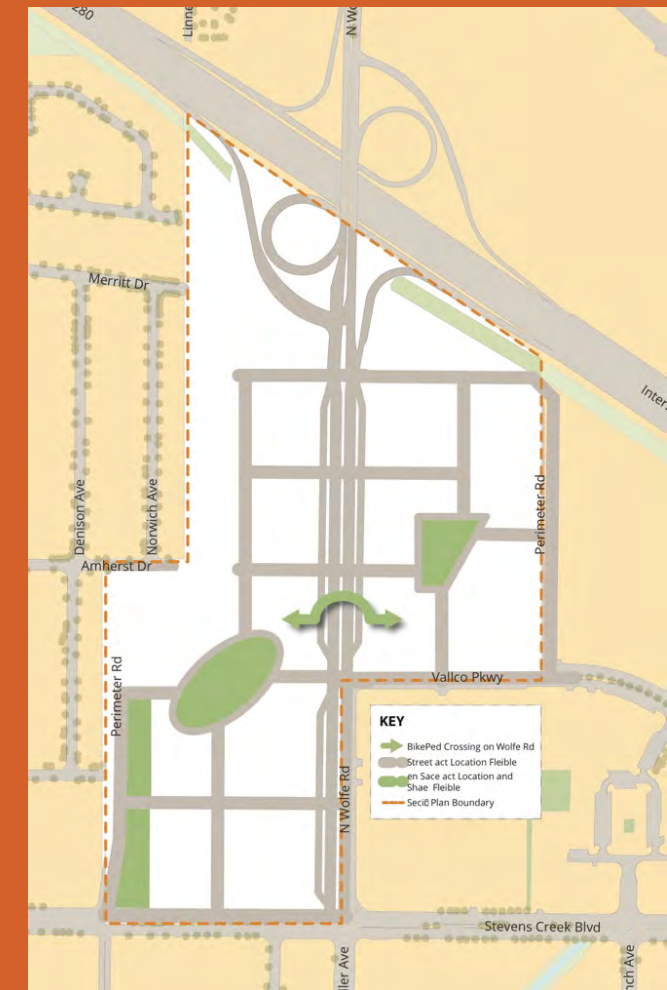 280
Linne
N Wo
Merritt Dr
Inter
Denison Ave
Norwich Ave
Perimeter Rd
Amherst Dr
Perimeter Rd
Vallco Pkwy
KEY
BikePed Crossing on Wolfe Rd
Street act Location Fleible
en Sace act Location and
Shae Fleible
Seci Plan Boundary
N Wolfe Rd
Stevens Creek Blvd
ller Ave
nch Ave